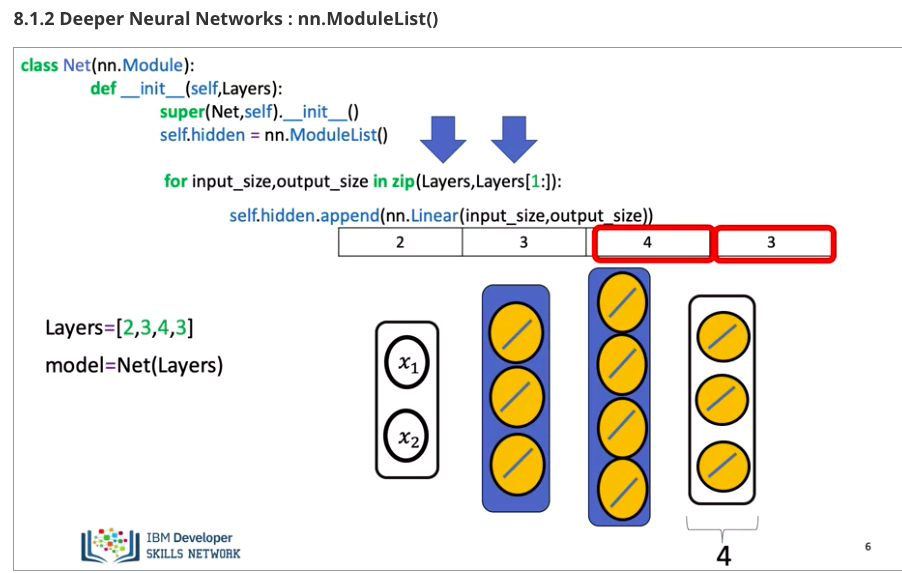 8.1.2 Deeper Neural Networks : nn.ModuleList()
class Net(nn.Module):
def __init__(self,Layers):
super(Net,self).__init__()
self.hidden = nn.ModuleList()
for input_size,output_size in zip(Layers,Layers[1:]):
self.hidden.append(nn.Linear(input_size,output_size))
2 3 4 3
Layers=[2,3,4,3]
model=Net(Layers)
x1
x2
4
IBM Developer
SKILLS NETWORK
6